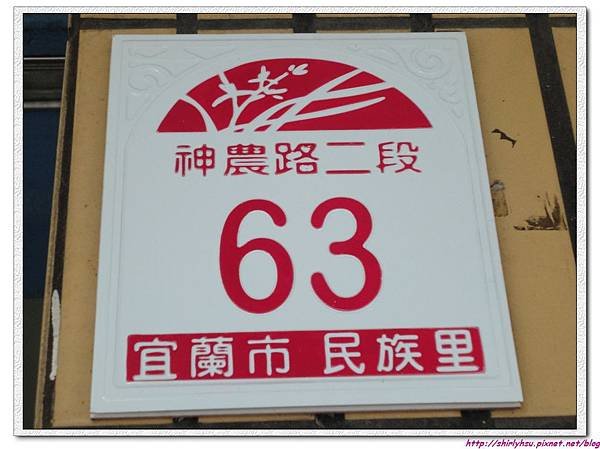 神農路二段
63
宜蘭市 民族里
http://shirlyhsu.pixnet.net/blog